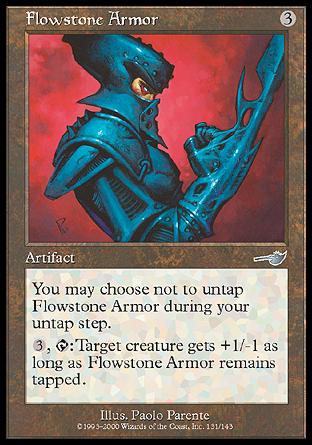 Flowstone Armor 3
Artifact
You may choose not to untap
Flowstone Armor during your
untap step.
3, : Target creature gets +1/-1 as
long as Flowstone Armor remains
tapped.
Illus. Paolo Parente
©1993-2000 Wizards of the Coast, Inc. 131/143